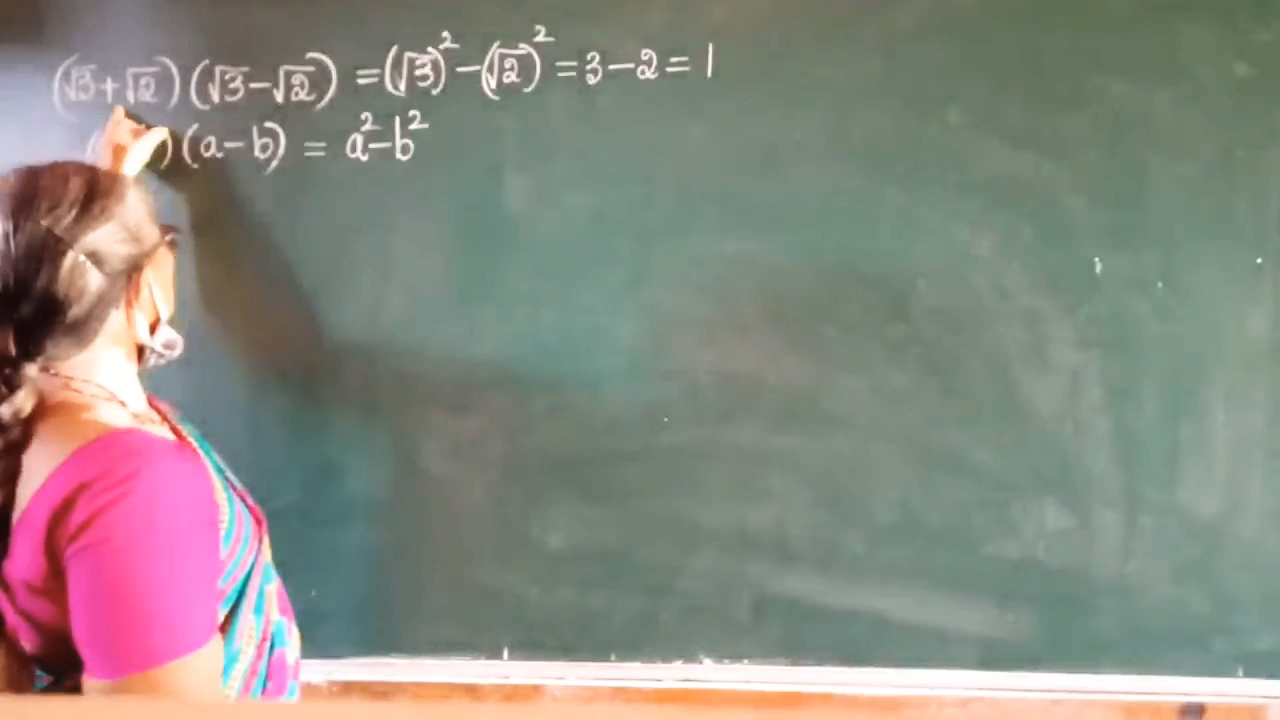 (√3+√2)(√3-√2) = (√3)² - (√2)² = 3-2 = 1
( )(a-b) = a²-b²